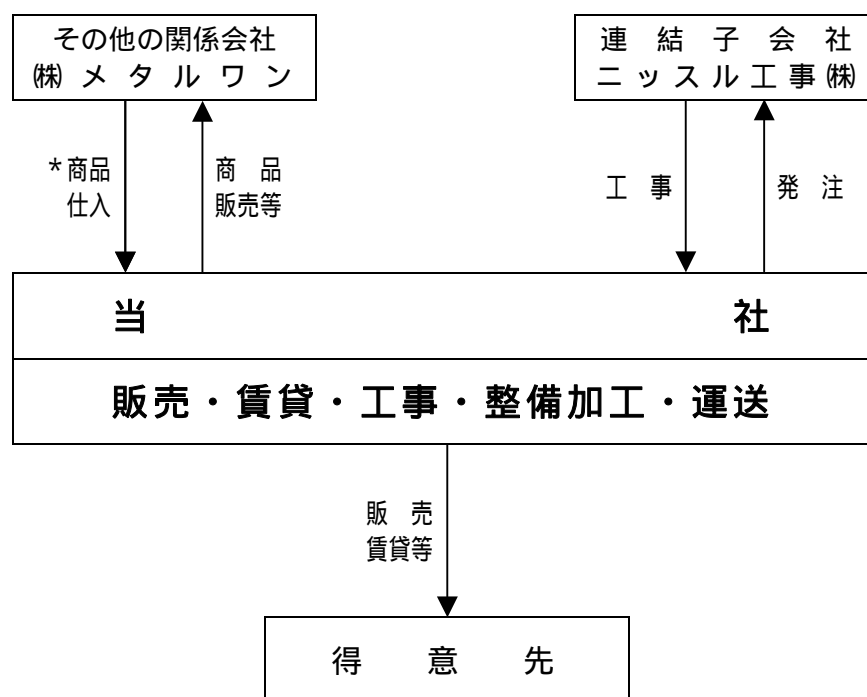 その他の関係会社
㈱メタルワン
連結子会社
ニッスル工事㈱
*商品
仕入
商品
販売等
工事
発注
当社
販売・賃貸・工事・整備加工・運送
販売
賃貸等
得意先